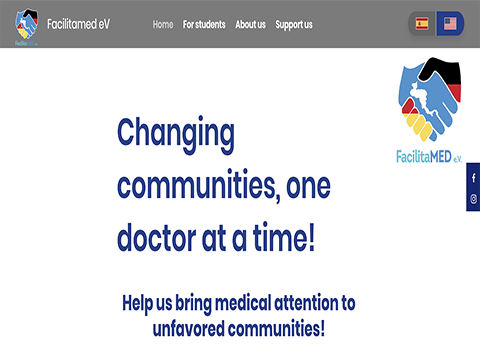 Facilitamed eV
Home For students About us Support us
FacilitaMED e.V.
Changing
communities, one
doctor at a time!
Help us bring medical attention to
unfavored communities!